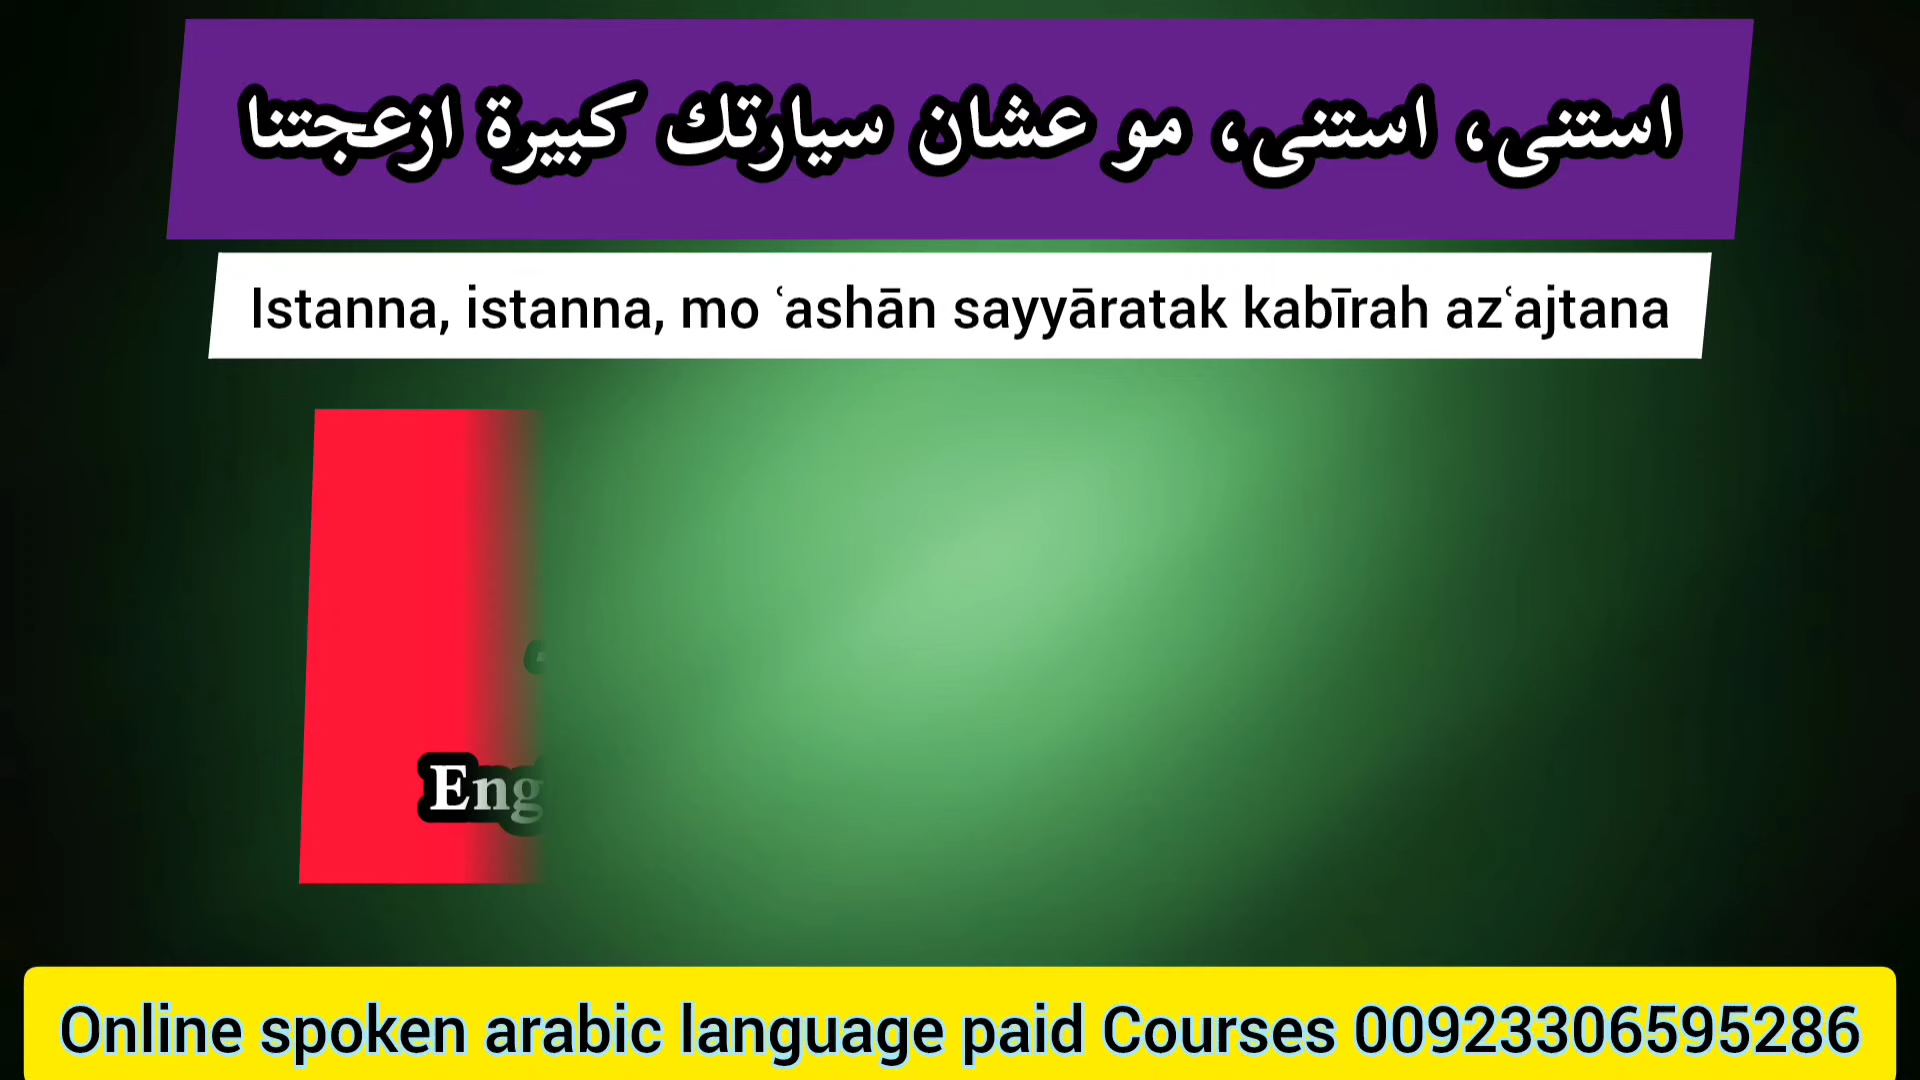 استنى، استنى، مو عشان سيارتك كبيرة ازعجتنا
Istanna, istanna, mo ʿashān sayyāratak kabīrah azʿajtana
Online spoken arabic language paid Courses 00923306595286